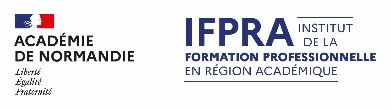 ACADÉMIE
DE NORMANDIE
Liberté
Égalité
Fraternité
IFPRA INSTITUT
DE LA
FORMATION PROFESSIONNELLE
EN RÉGION ACADÉMIQUE